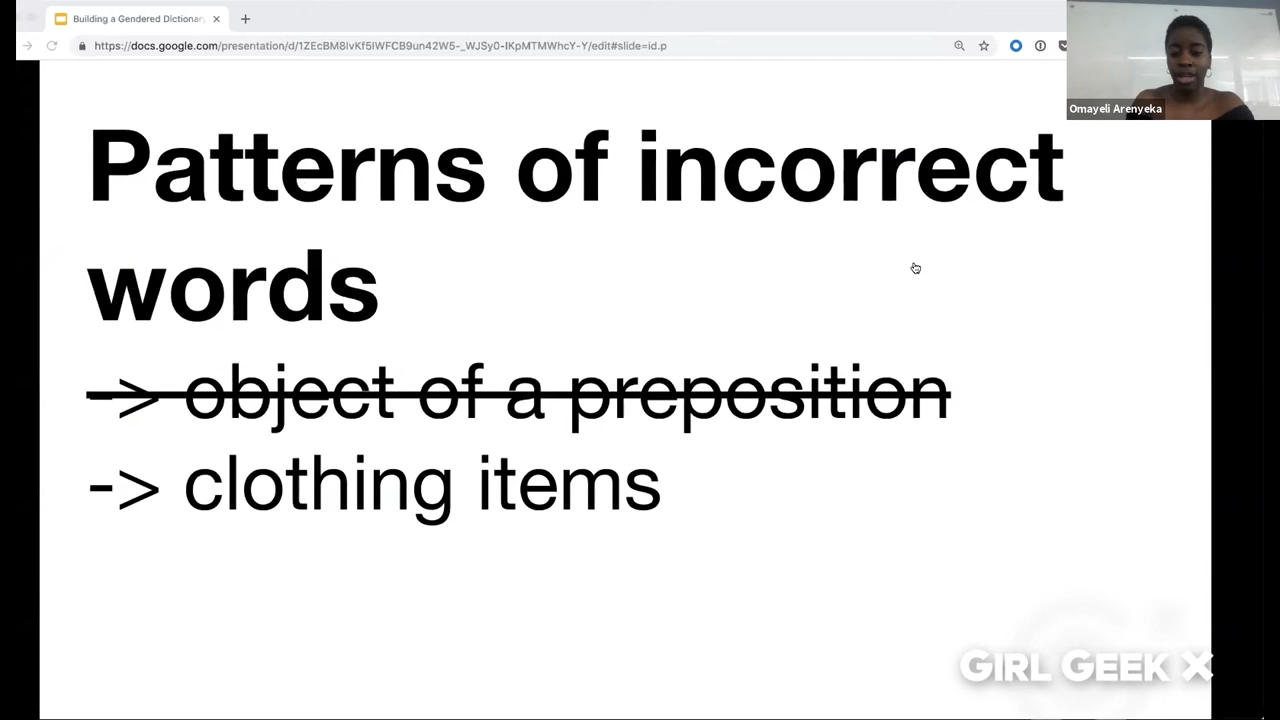 Building a Gendered Dictionary
https://docs.google.com/presentation/d/1ZEcBM8lvKf5IWFCB9un42W5-_WJSy0-IKpMTMWhcY-Y/edit#slide=id.p
Omayeli Arenyeka
Patterns of incorrect
words
-> object of a preposition
-> clothing items
GIRL GEEK X